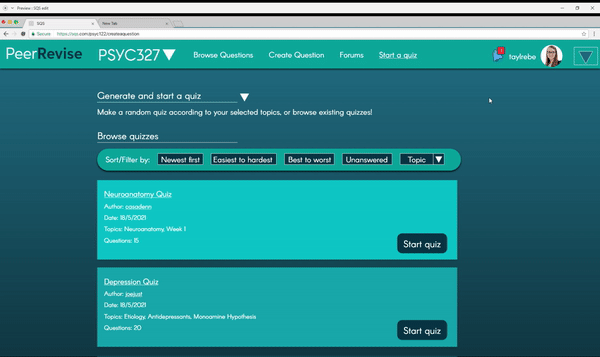 Preview - SQS edit
SQS
New Tab
Secure https://sqs.com/psyc122/createaquestion
PeerRevise
PSYC327
Browse Questions
Create Question
Forums
Start a quiz
1
taylrebe
Generate and start a quiz
Make a random quiz according to your selected topics, or browse existing quizzes!
Browse quizzes
Sort/Filter by:
Newest first
Easiest to hardest
Best to worst
Unanswered
Topic
Neuroanatomy Quiz
Author: casadenn
Date: 18/5/2021
Topics: Neuroanatomy, Week 1
Questions: 15
Start quiz
Depression Quiz
Author: joejust
Date: 18/5/2021
Topics: Etiology, Antidepressants, Monoamine Hypothesis
Questions: 20
Start quiz